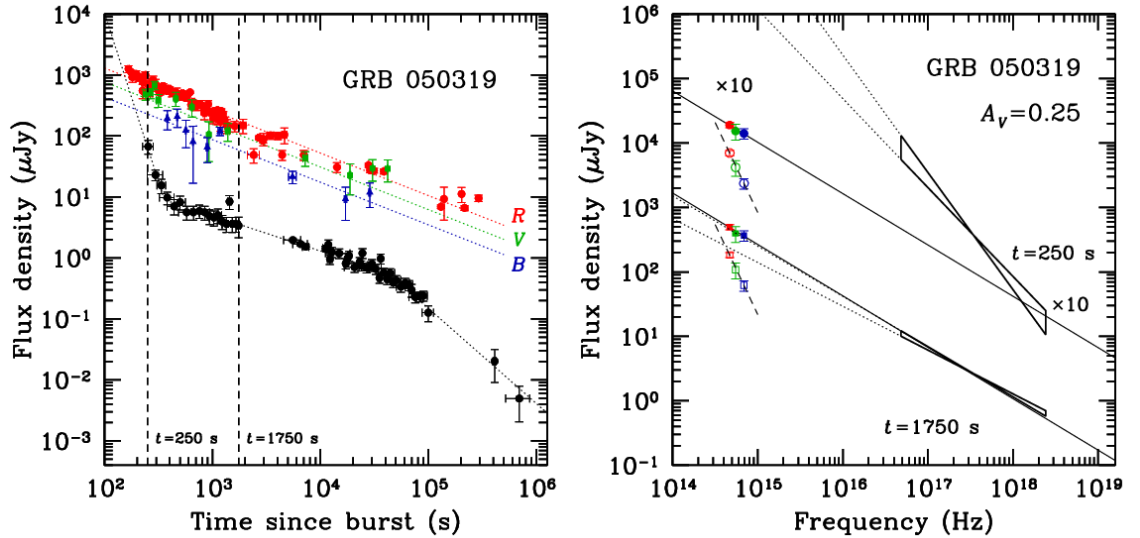 GRB 050319
R
V
B
t=250 s
t=1750 s
10⁴
10³
10²
10¹
10⁰
10⁻¹
10⁻²
10⁻³
Flux density (μJy)
10² 10³ 10⁴ 10⁵ 10⁶
Time since burst (s)
GRB 050319
A_V=0.25
×10
t=250 s
×10
t=1750 s
10⁶
10⁵
10⁴
10³
10²
10¹
10⁰
10⁻¹
Flux density (μJy)
10¹⁴ 10¹⁵ 10¹⁶ 10¹⁷ 10¹⁸ 10¹⁹
Frequency (Hz)